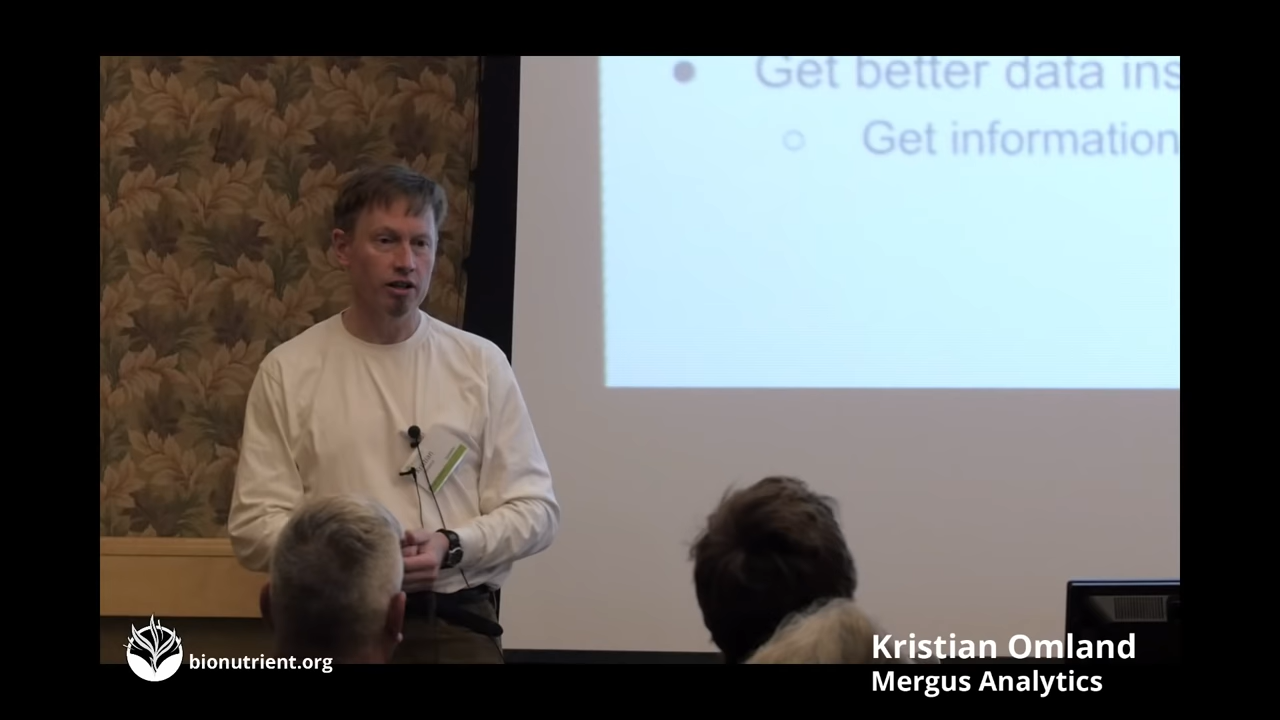 Get better data ins
Get information
bionutrient.org
Kristian Omland
Mergus Analytics